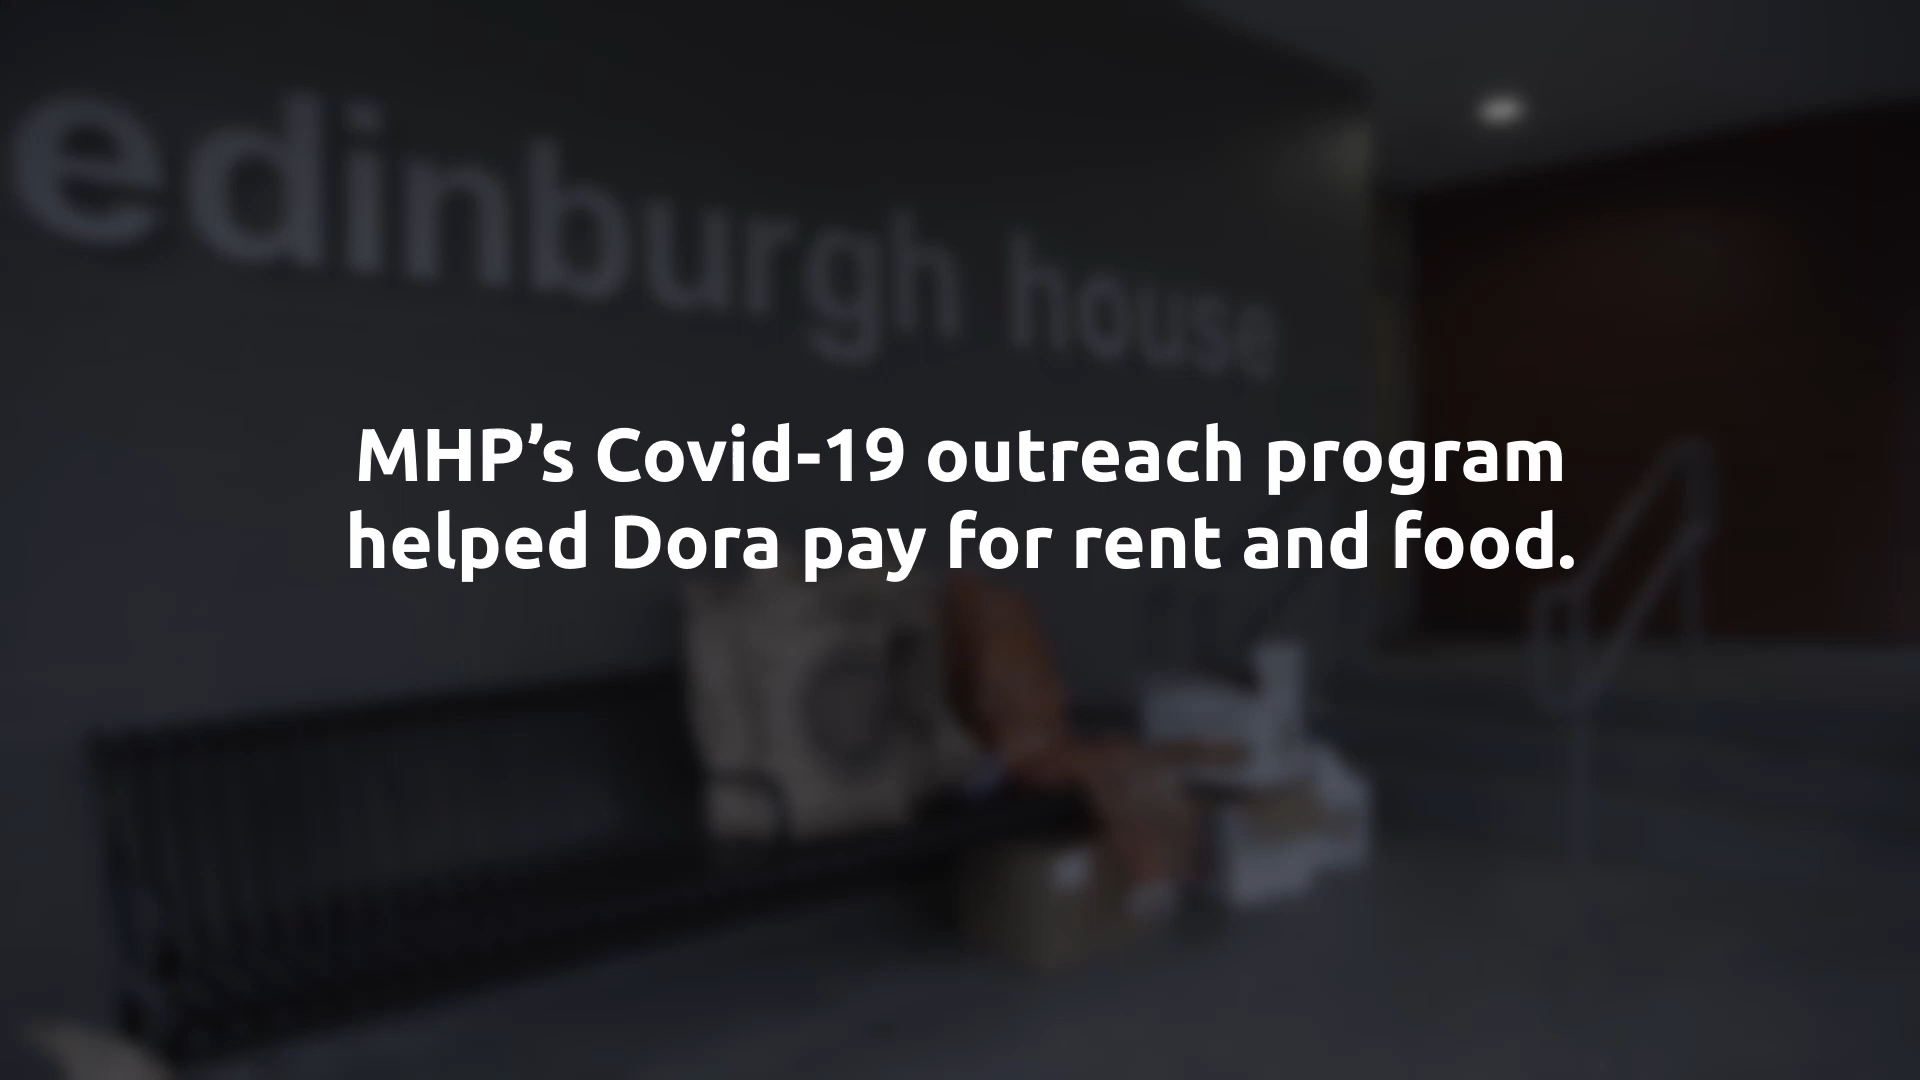 edinburgh house
MHP’s Covid-19 outreach program
helped Dora pay for rent and food.